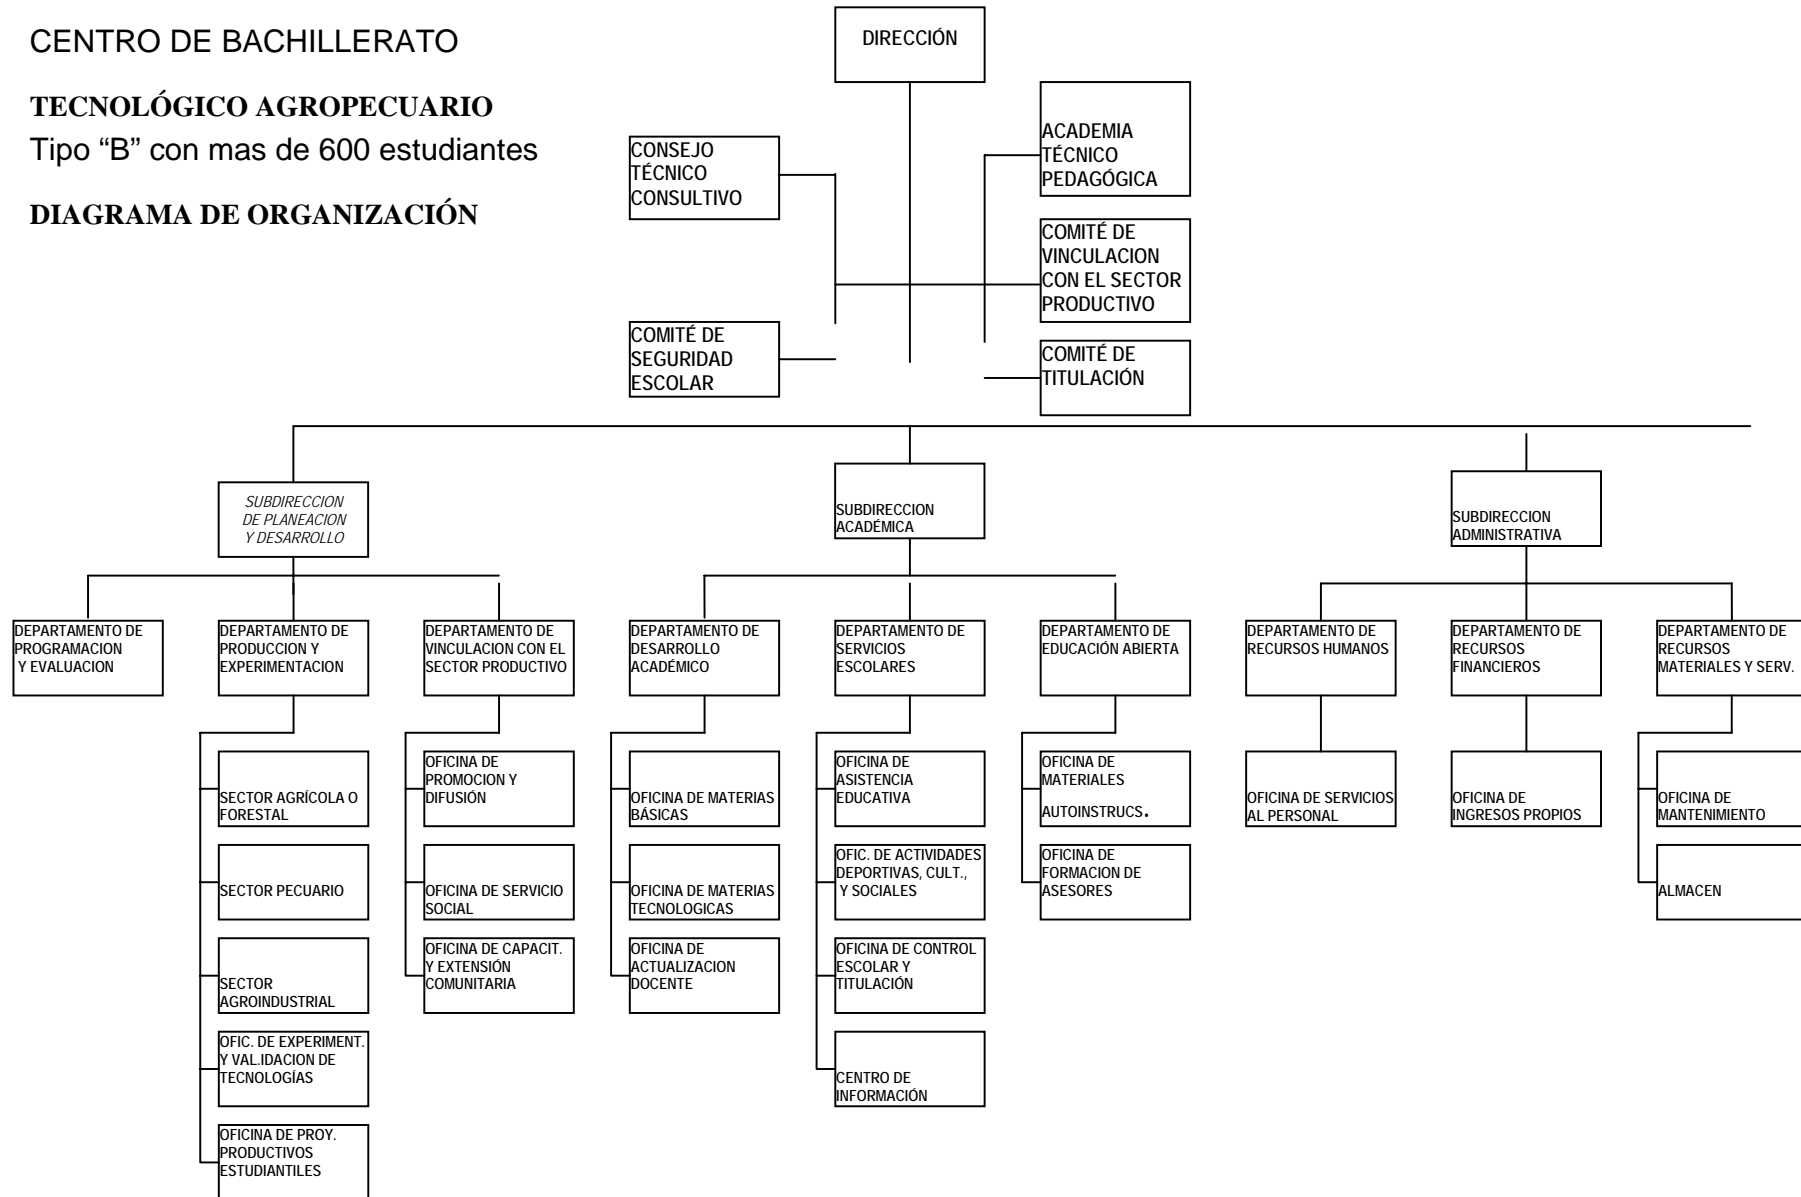 CENTRO DE BACHILLERATO
TECNOLÓGICO AGROPECUARIO
Tipo “B” con mas de 600 estudiantes
DIAGRAMA DE ORGANIZACIÓN
DIRECCIÓN
CONSEJO
TÉCNICO
CONSULTIVO
ACADEMIA
TÉCNICO
PEDAGÓGICA
COMITÉ DE
VINCULACION
CON EL SECTOR
PRODUCTIVO
COMITÉ DE
SEGURIDAD
ESCOLAR
COMITÉ DE
TITULACIÓN
SUBDIRECCION
DE PLANEACION
Y DESARROLLO
SUBDIRECCION
ACADÉMICA
SUBDIRECCION
ADMINISTRATIVA
DEPARTAMENTO DE
PROGRAMACION
Y EVALUACION
DEPARTAMENTO DE
PRODUCCION Y
EXPERIMENTACION
DEPARTAMENTO DE
VINCULACION CON EL
SECTOR PRODUCTIVO
DEPARTAMENTO DE
DESARROLLO
ACADÉMICO
DEPARTAMENTO DE
SERVICIOS
ESCOLARES
DEPARTAMENTO DE
EDUCACIÓN ABIERTA
DEPARTAMENTO DE
RECURSOS HUMANOS
DEPARTAMENTO DE
RECURSOS
FINANCIEROS
DEPARTAMENTO DE
RECURSOS
MATERIALES Y SERV.
SECTOR AGRÍCOLA O
FORESTAL
SECTOR PECUARIO
SECTOR
AGROINDUSTRIAL
OFIC. DE EXPERIMENT.
Y VAL.IDACION DE
TECNOLOGÍAS
OFICINA DE PROY.
PRODUCTIVOS
ESTUDIANTILES
OFICINA DE
PROMOCION Y
DIFUSIÓN
OFICINA DE SERVICIO
SOCIAL
OFICINA DE CAPACIT.
Y EXTENSIÓN
COMUNITARIA
OFICINA DE MATERIAS
BÁSICAS
OFICINA DE MATERIAS
TECNOLOGICAS
OFICINA DE
ACTUALIZACION
DOCENTE
OFICINA DE
ASISTENCIA
EDUCATIVA
OFIC. DE ACTIVIDADES
DEPORTIVAS, CULT.,
Y SOCIALES
OFICINA DE CONTROL
ESCOLAR Y
TITULACIÓN
CENTRO DE
INFORMACIÓN
OFICINA DE
MATERIALES
AUTOINSTRUCS.
OFICINA DE
FORMACION DE
ASESORES
OFICINA DE SERVICIOS
AL PERSONAL
OFICINA DE
INGRESOS PROPIOS
OFICINA DE
MANTENIMIENTO
ALMACEN